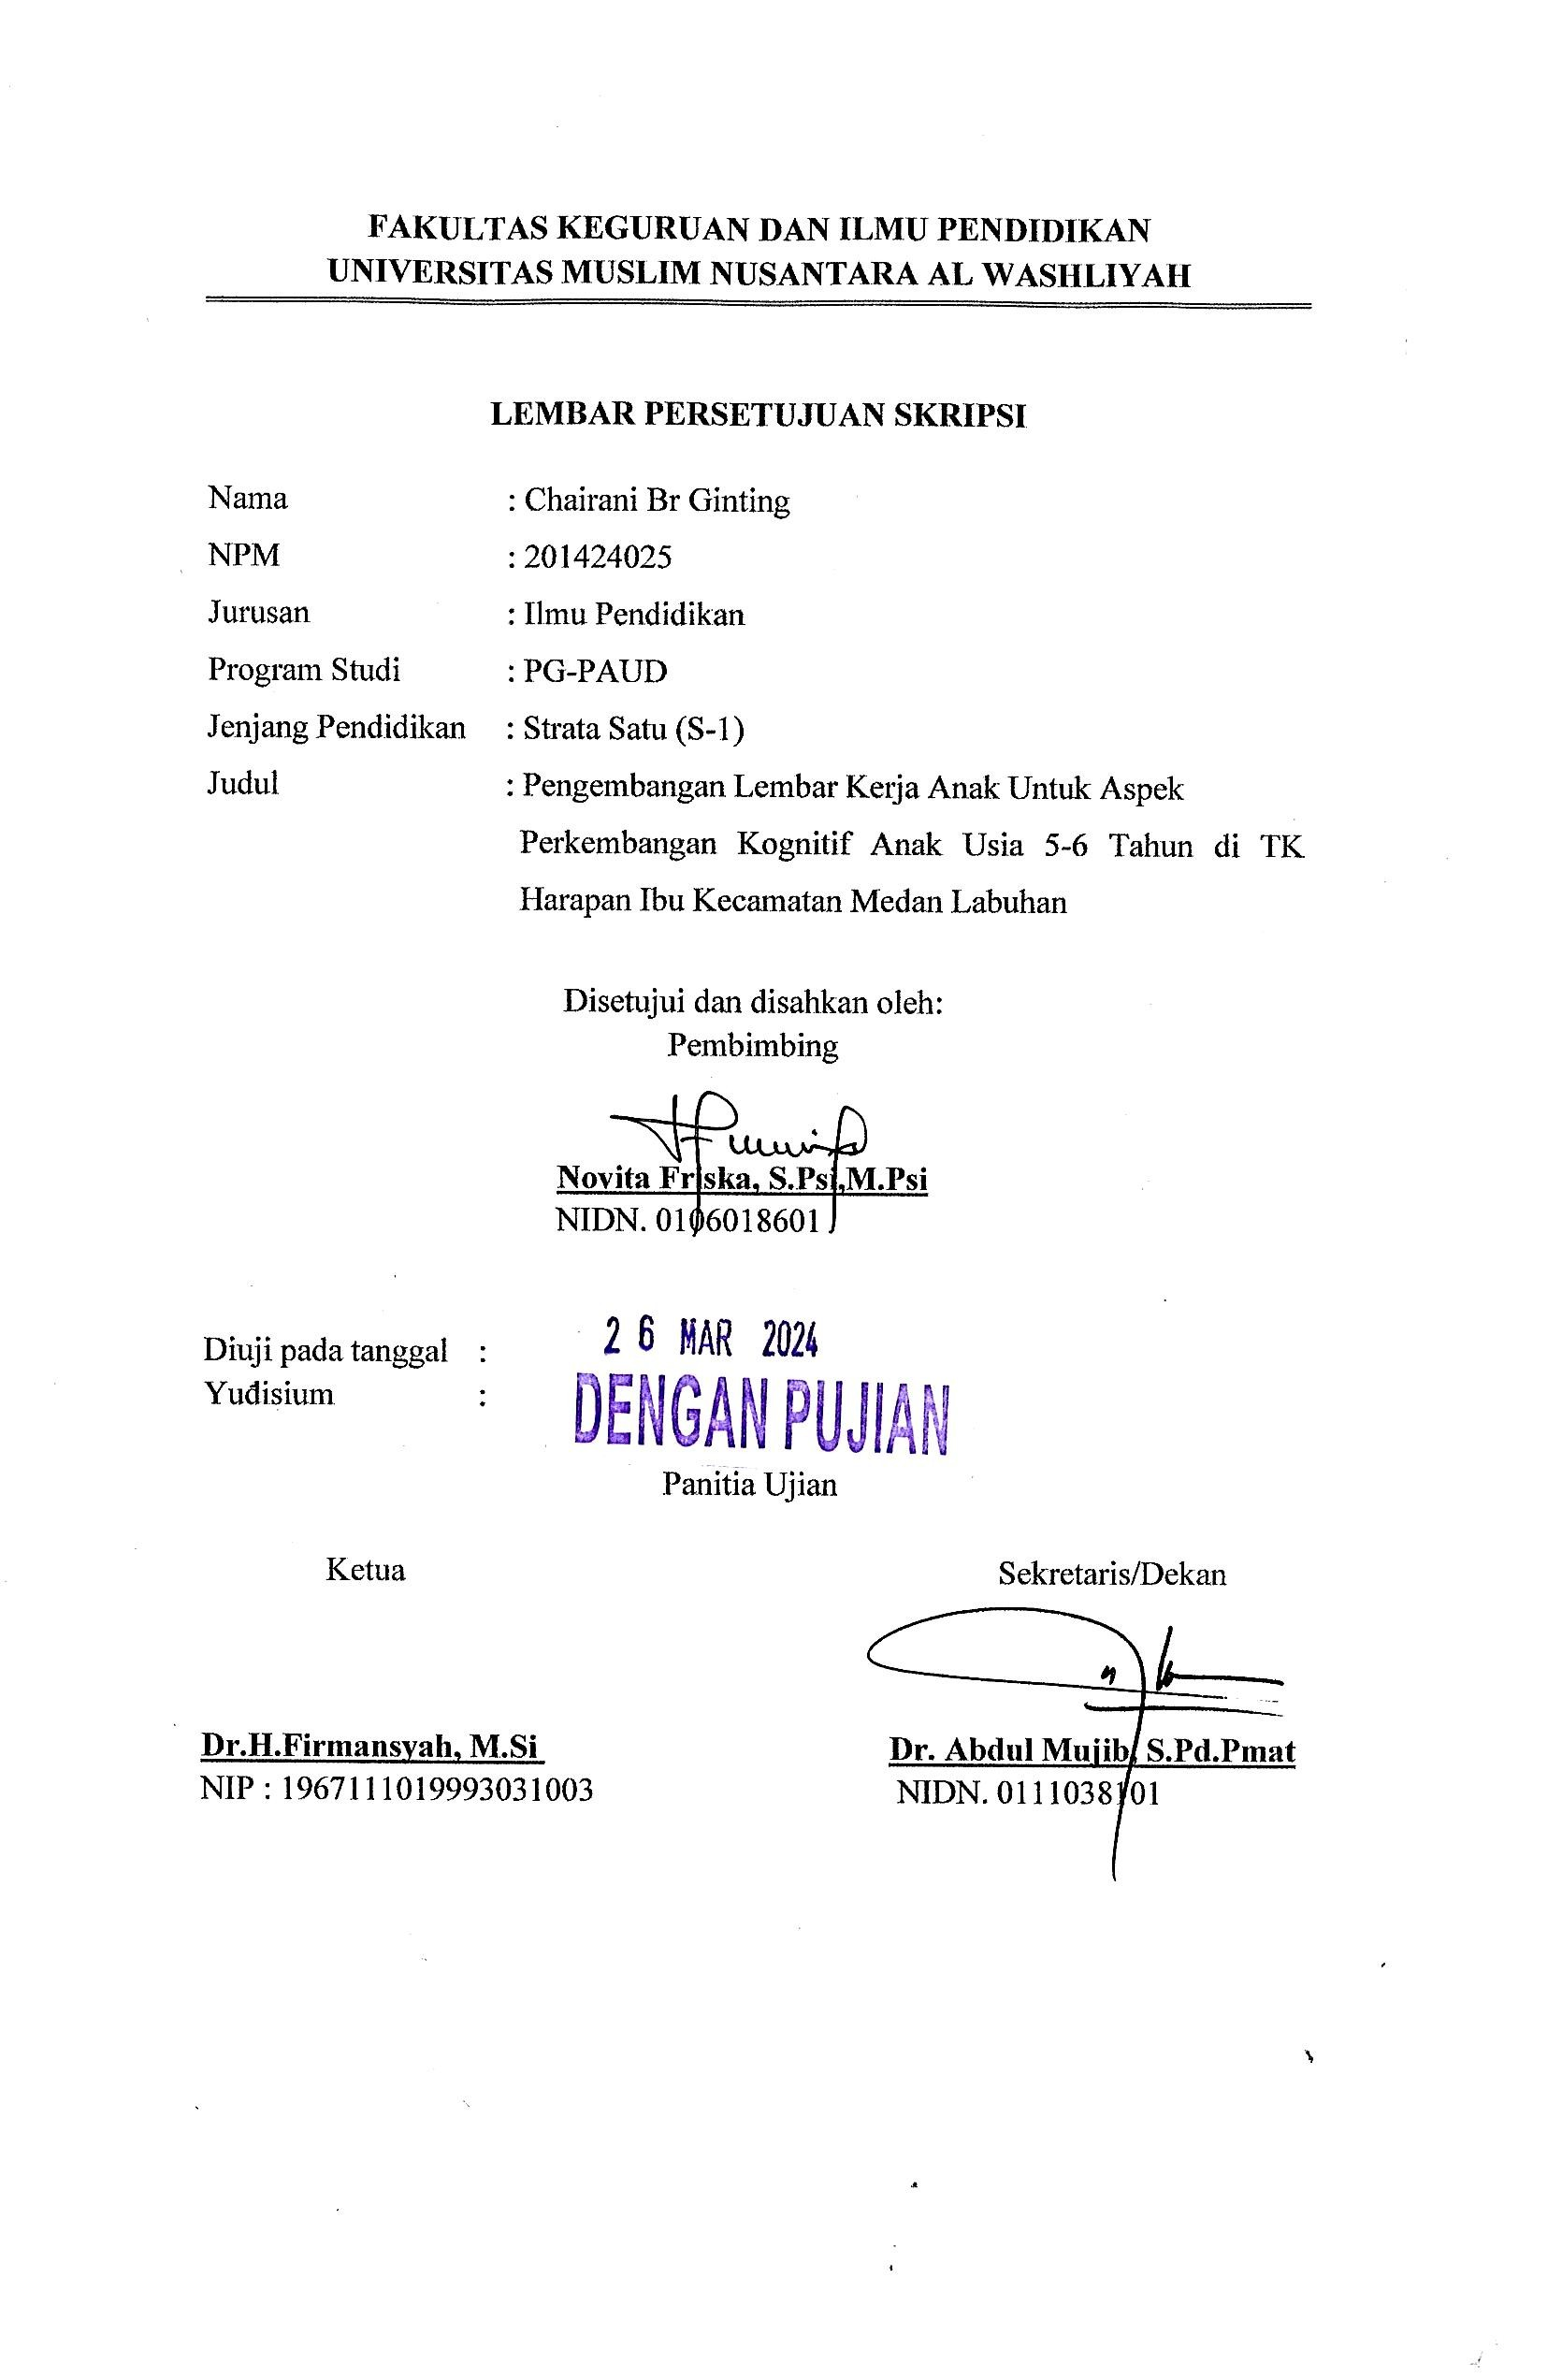 FAKULTAS KEGURUAN DAN ILMU PENDIDIKAN
UNIVERSITAS MUSLIM NUSANTARA AL WASHLIYAH
LEMBAR PERSETUJUAN SKRIPSI
Nama : Chairani Br Ginting
NPM : 201424025
Jurusan : Ilmu Pendidikan
Program Studi : PG-PAUD
Jenjang Pendidikan : Strata Satu (S-1)
Judul : Pengembangan Lembar Kerja Anak Untuk Aspek
Perkembangan Kognitif Anak Usia 5-6 Tahun di TK
Harapan Ibu Kecamatan Medan Labuhan
Disetujui dan disahkan oleh:
Pembimbing
Novita Friska, S.Psi,M.Psi
NIDN. 0106018601
Diuji pada tanggal : 26 MAR 2024
Yudisium : DENGAN PUJIAN
Panitia Ujian
Ketua Sekretaris/Dekan
Dr.H.Firmansyah, M.Si Dr. Abdul Mujib, S.Pd.Pmat
NIP : 1967111019993031003 NIDN. 0111038101